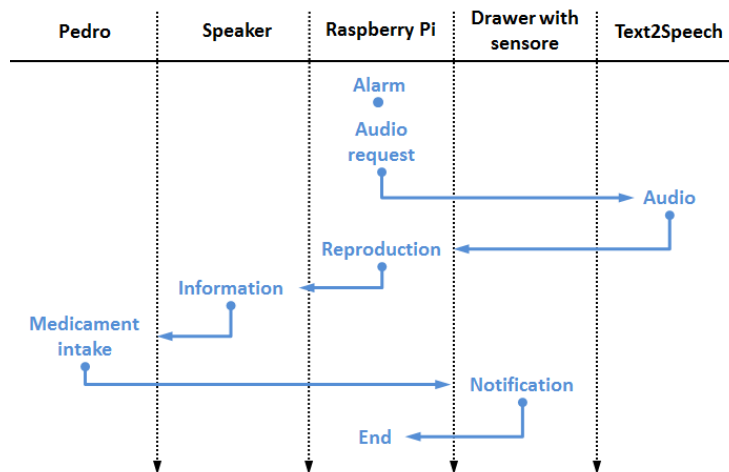 Pedro
Speaker
Raspberry Pi
Drawer with
sensore
Text2Speech
Alarm
Audio
request
Audio
Reproduction
Information
Medicament
intake
Notification
End